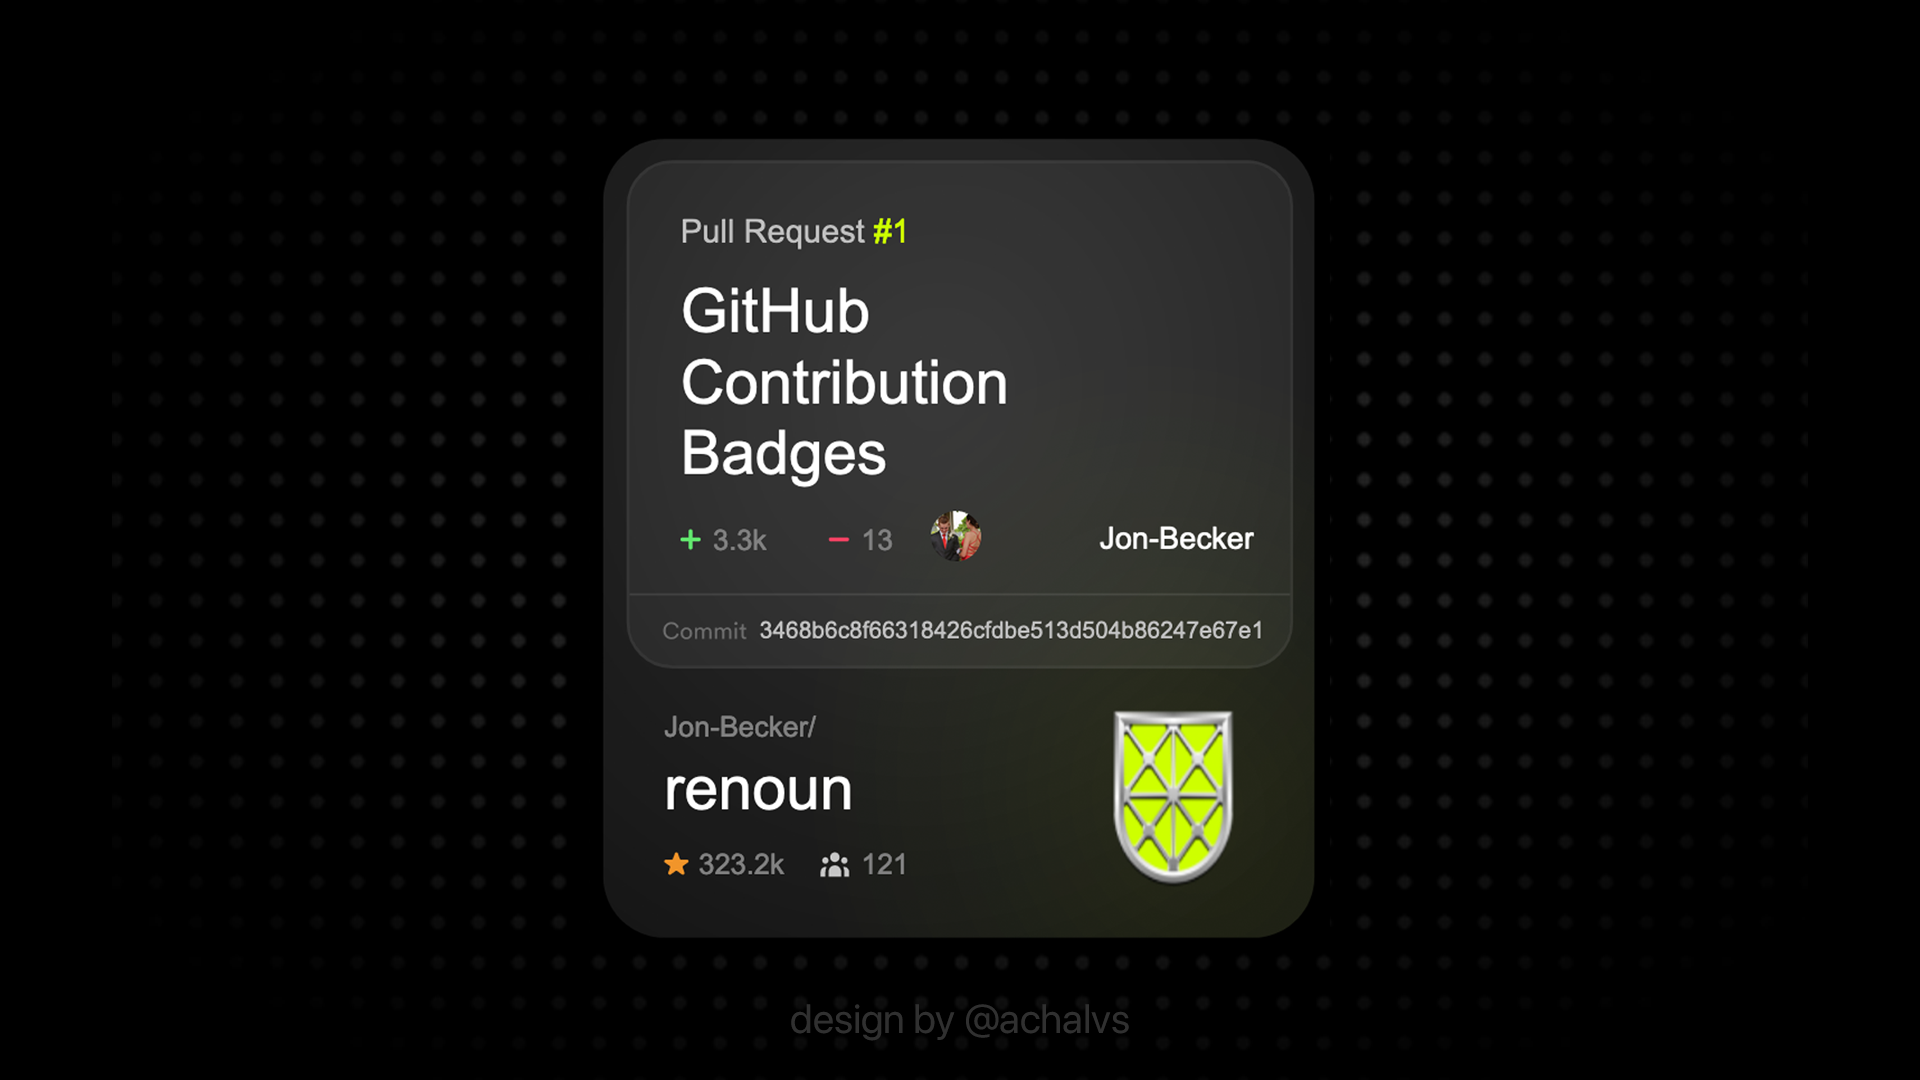 Pull Request #1
GitHub
Contribution
Badges
+ 3.3k − 13 Jon-Becker
Commit 3468b6c8f66318426cfdbe513d504b86247e67e1
Jon-Becker/
renoun
323.2k 121
design by @achalvs